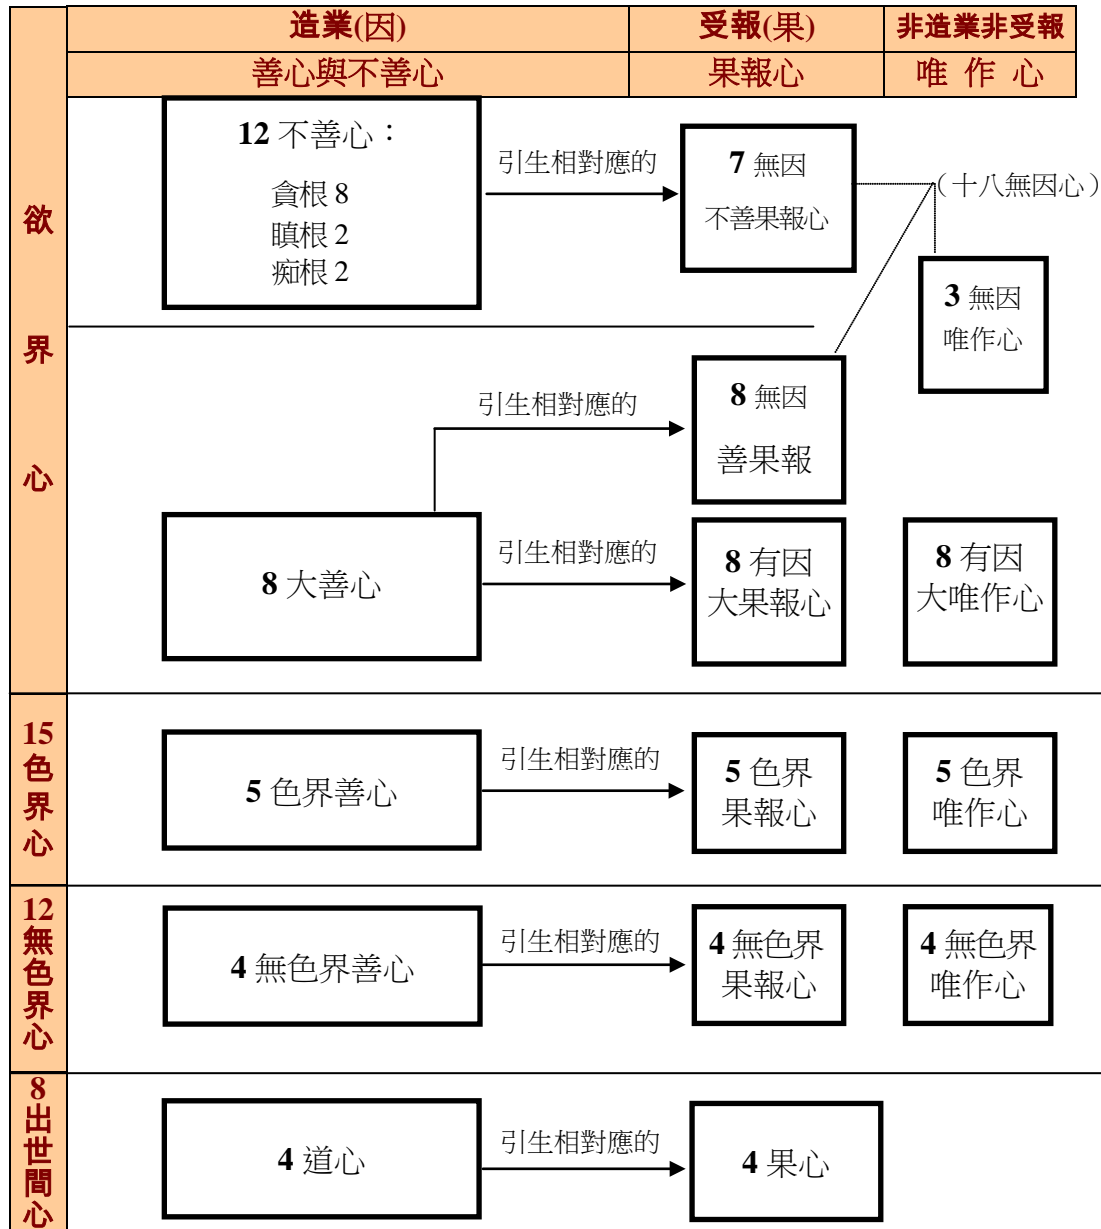 造業(因)
受報(果)
非造業非受報
善心與不善心
果報心
唯 作 心
欲
界
心
12 不善心：
貪根 8
瞋根 2
痴根 2
引生相對應的
7 無因
不善果報心
（十八無因心）
3 無因
唯作心
引生相對應的
8 無因
善果報
8 大善心
引生相對應的
8 有因
大果報心
8 有因
大唯作心
15
色
界
心
5 色界善心
引生相對應的
5 色界
果報心
5 色界
唯作心
12
無
色
界
心
4 無色界善心
引生相對應的
4 無色界
果報心
4 無色界
唯作心
8
出
世
間
心
4 道心
引生相對應的
4 果心